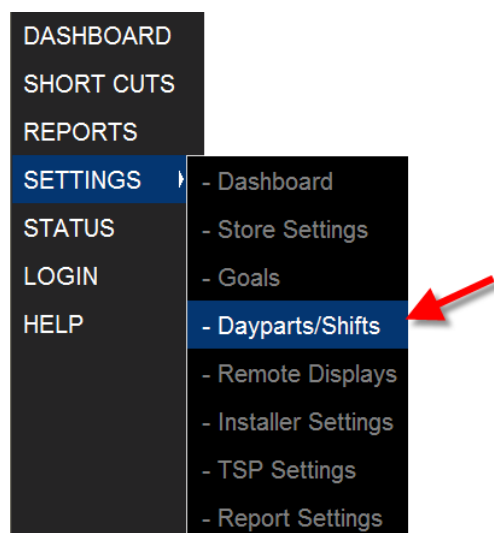 DASHBOARD
SHORT CUTS
REPORTS
SETTINGS
STATUS
LOGIN
HELP
- Dashboard
- Store Settings
- Goals
- Dayparts/Shifts
- Remote Displays
- Installer Settings
- TSP Settings
- Report Settings